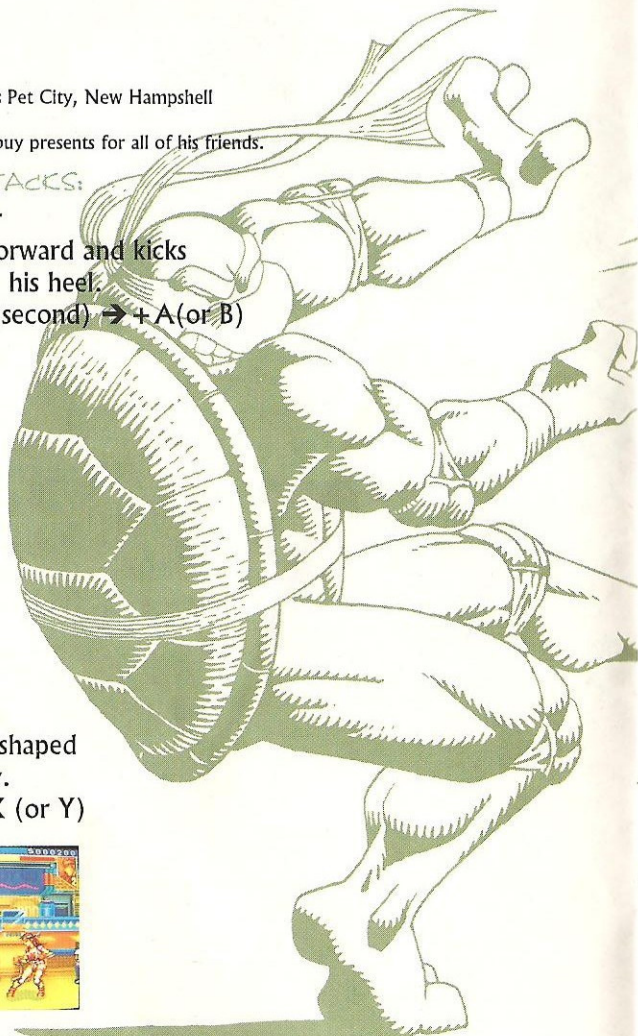 s Pet City, New Hampshell
buy presents for all of his friends.
TACKS:
orward and kicks
his heel.
second) ➔ + A(or B)
shaped
X (or Y)